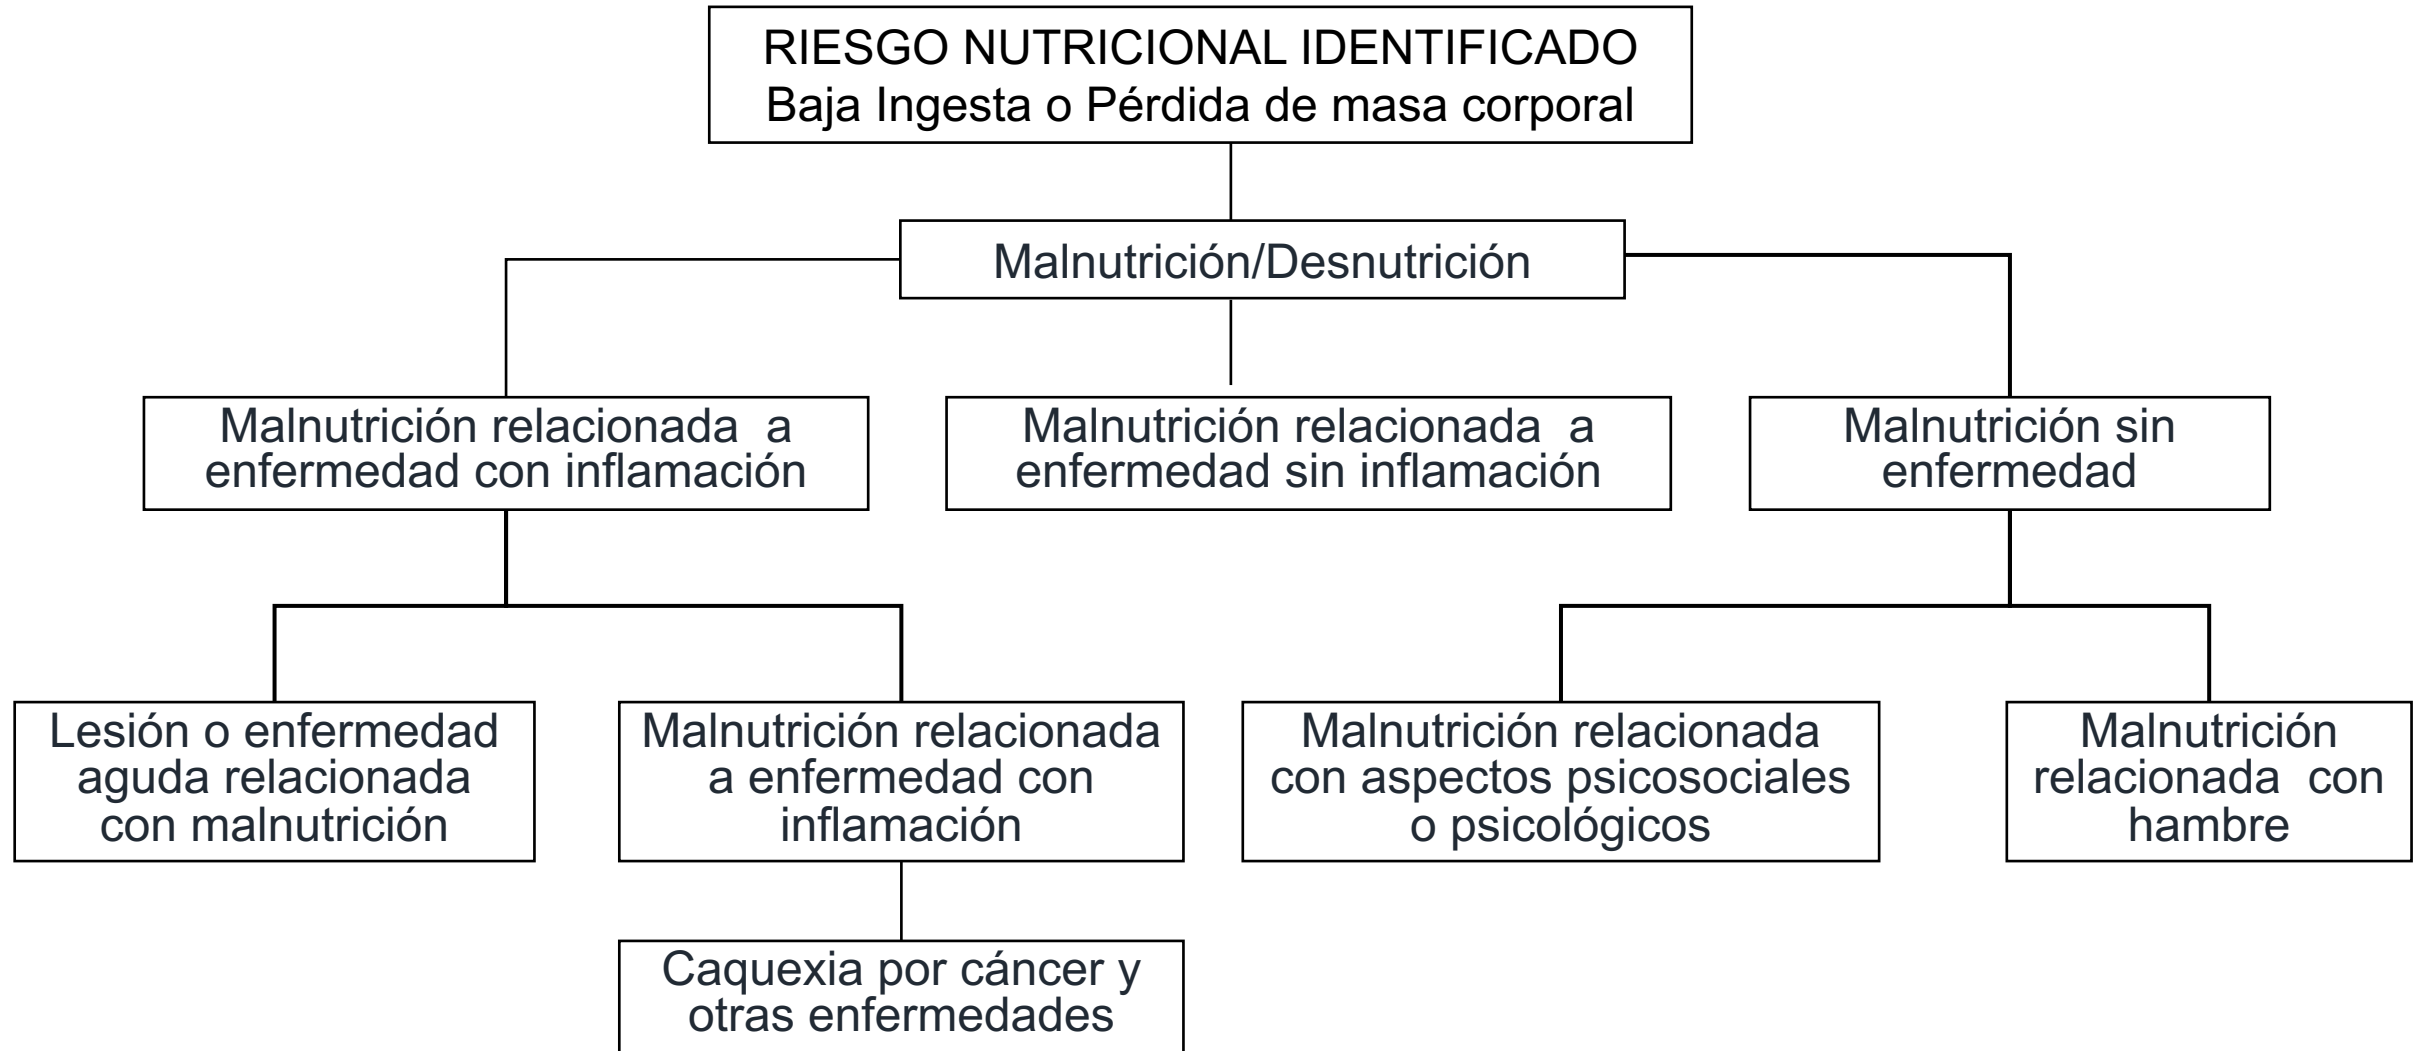 RIESGO NUTRICIONAL IDENTIFICADO
Baja Ingesta o Pérdida de masa corporal
Malnutrición/Desnutrición
Malnutrición relacionada  a
enfermedad con inflamación
Malnutrición relacionada  a
enfermedad sin inflamación
Malnutrición sin
enfermedad
Lesión o enfermedad
aguda relacionada
con malnutrición
Malnutrición relacionada
a enfermedad con
inflamación
Malnutrición relacionada
con aspectos psicosociales
o psicológicos
Malnutrición
relacionada  con
hambre
Caquexia por cáncer y
otras enfermedades